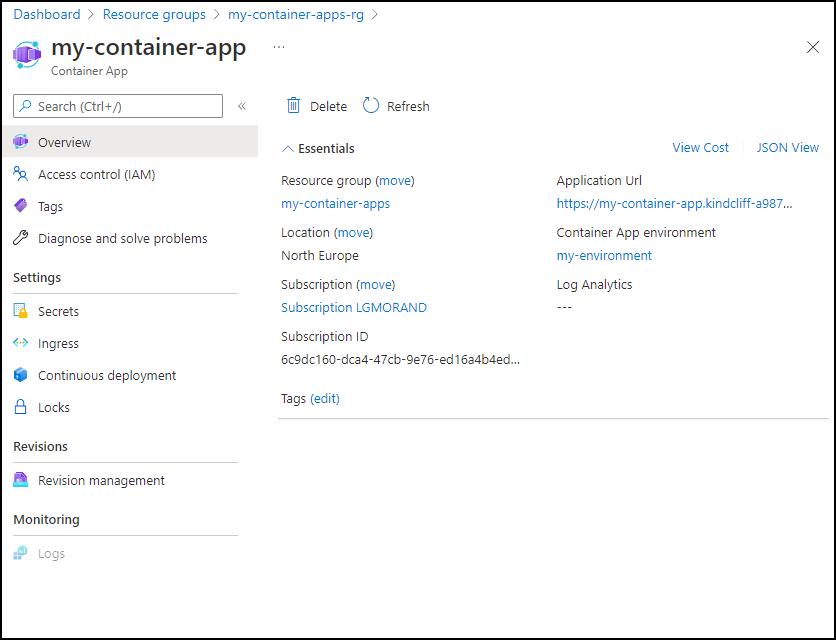 Dashboard > Resource groups > my-container-apps-rg >
my-container-app ...
Container App
Search (Ctrl+/) «
Overview
Access control (IAM)
Tags
Diagnose and solve problems
Settings
Secrets
Ingress
Continuous deployment
Locks
Revisions
Revision management
Monitoring
Logs
Delete Refresh
Essentials View Cost JSON View
Resource group (move)
my-container-apps
Location (move)
North Europe
Subscription (move)
Subscription LGMORAND
Subscription ID
6c9dc160-dca4-47cb-9e76-ed16a4b4ed...
Tags (edit)
Application Url
https://my-container-app.kindcliff-a987...
Container App environment
my-environment
Log Analytics
---